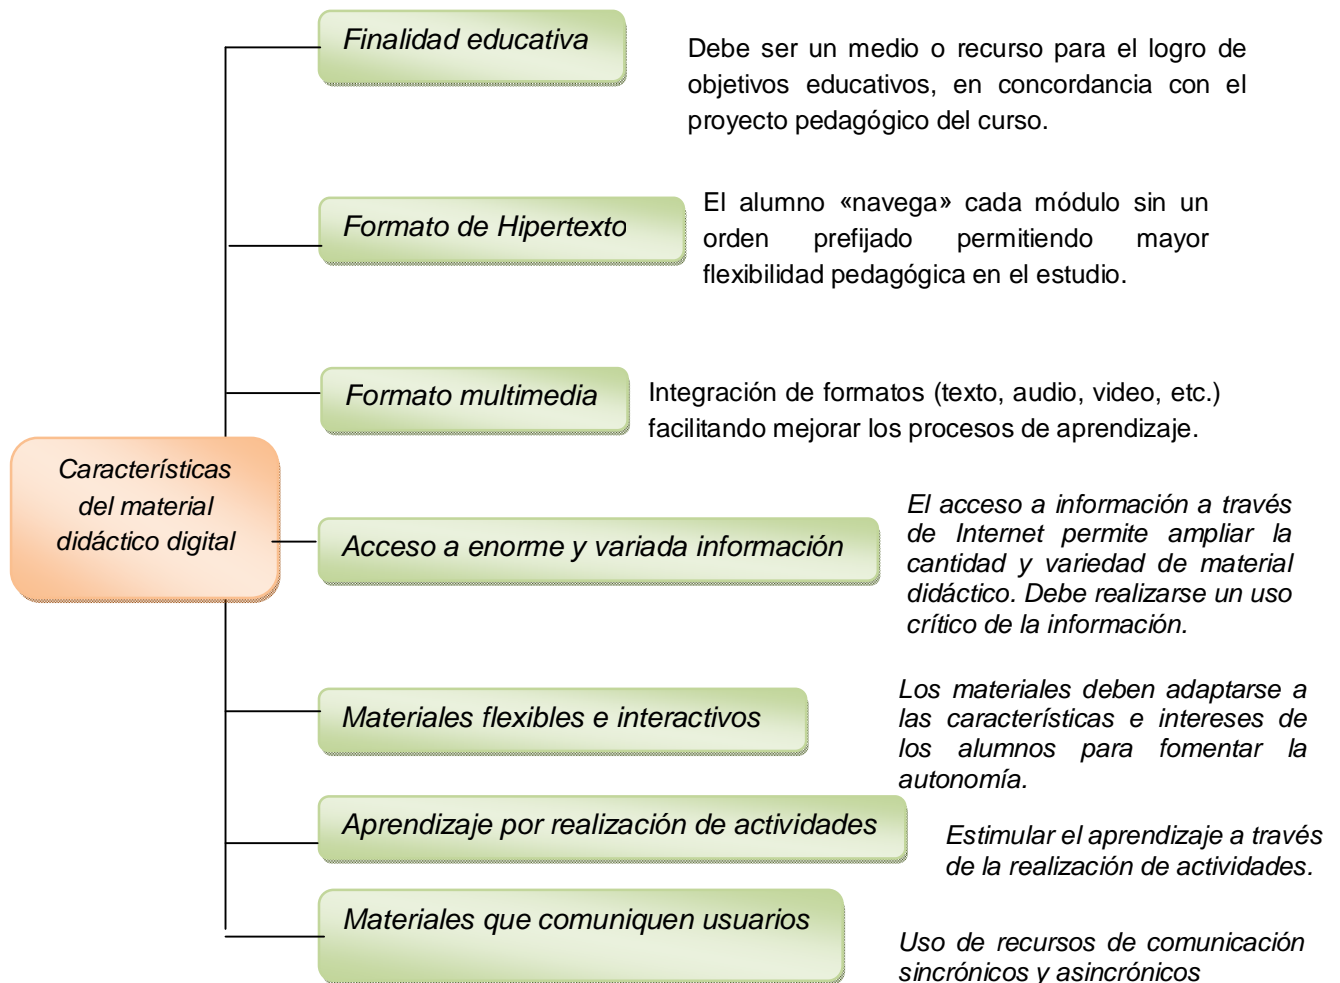 Finalidad educativa
Debe ser un medio o recurso para el logro de
objetivos educativos, en concordancia con el
proyecto pedagógico del curso.
Formato de Hipertexto
El alumno «navega» cada módulo sin un
orden prefijado permitiendo mayor
flexibilidad pedagógica en el estudio.
Formato multimedia
Integración de formatos (texto, audio, video, etc.)
facilitando mejorar los procesos de aprendizaje.
Características
del material
didáctico digital
Acceso a enorme y variada información
El acceso a información a través
de Internet permite ampliar la
cantidad y variedad de material
didáctico. Debe realizarse un uso
crítico de la información.
Materiales flexibles e interactivos
Los materiales deben adaptarse a
las características e intereses de
los alumnos para fomentar la
autonomía.
Aprendizaje por realización de actividades
Estimular el aprendizaje a través
de la realización de actividades.
Materiales que comuniquen usuarios
Uso de recursos de comunicación
sincrónicos y asincrónicos